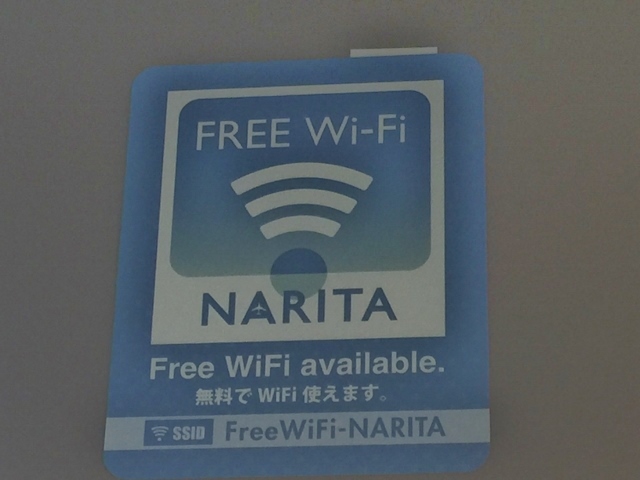 FREE Wi-Fi
NARITA
Free WiFi available.
無料で WiFi 使えます。
SSID FreeWiFi-NARITA